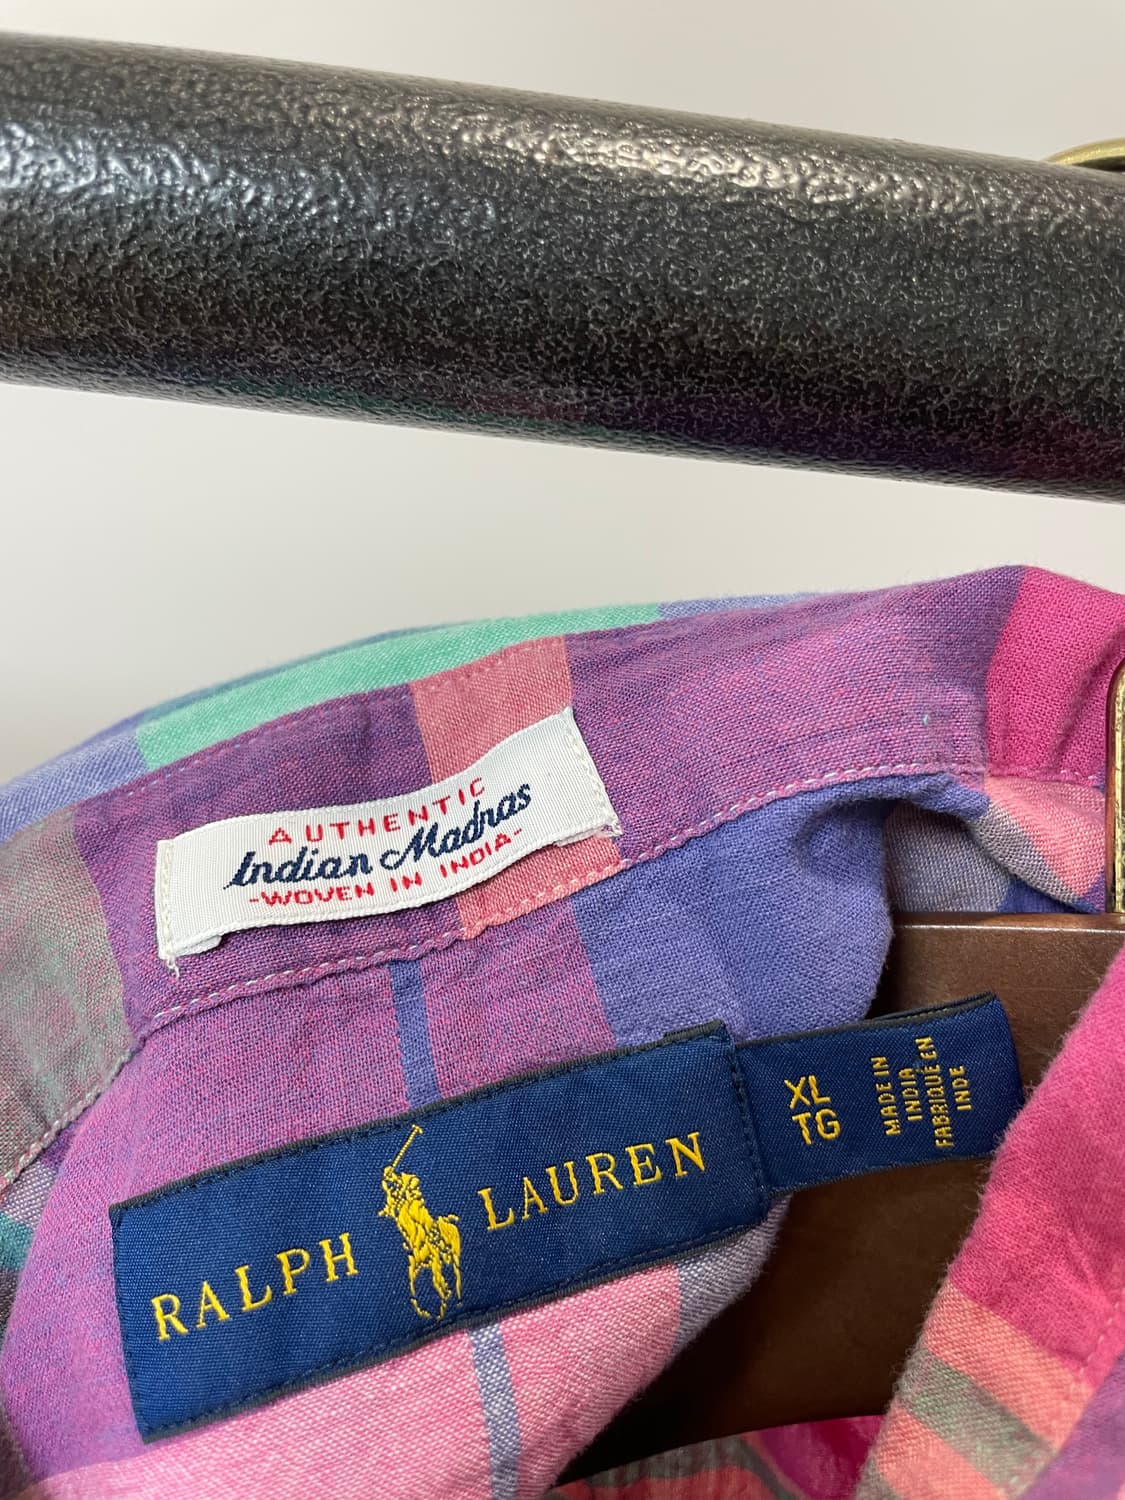 AUTHENTIC
Indian Madras
-WOVEN IN INDIA-
RALPH LAUREN
XL
TG
MADE IN
INDIA
FABRIQUÉ EN
INDE